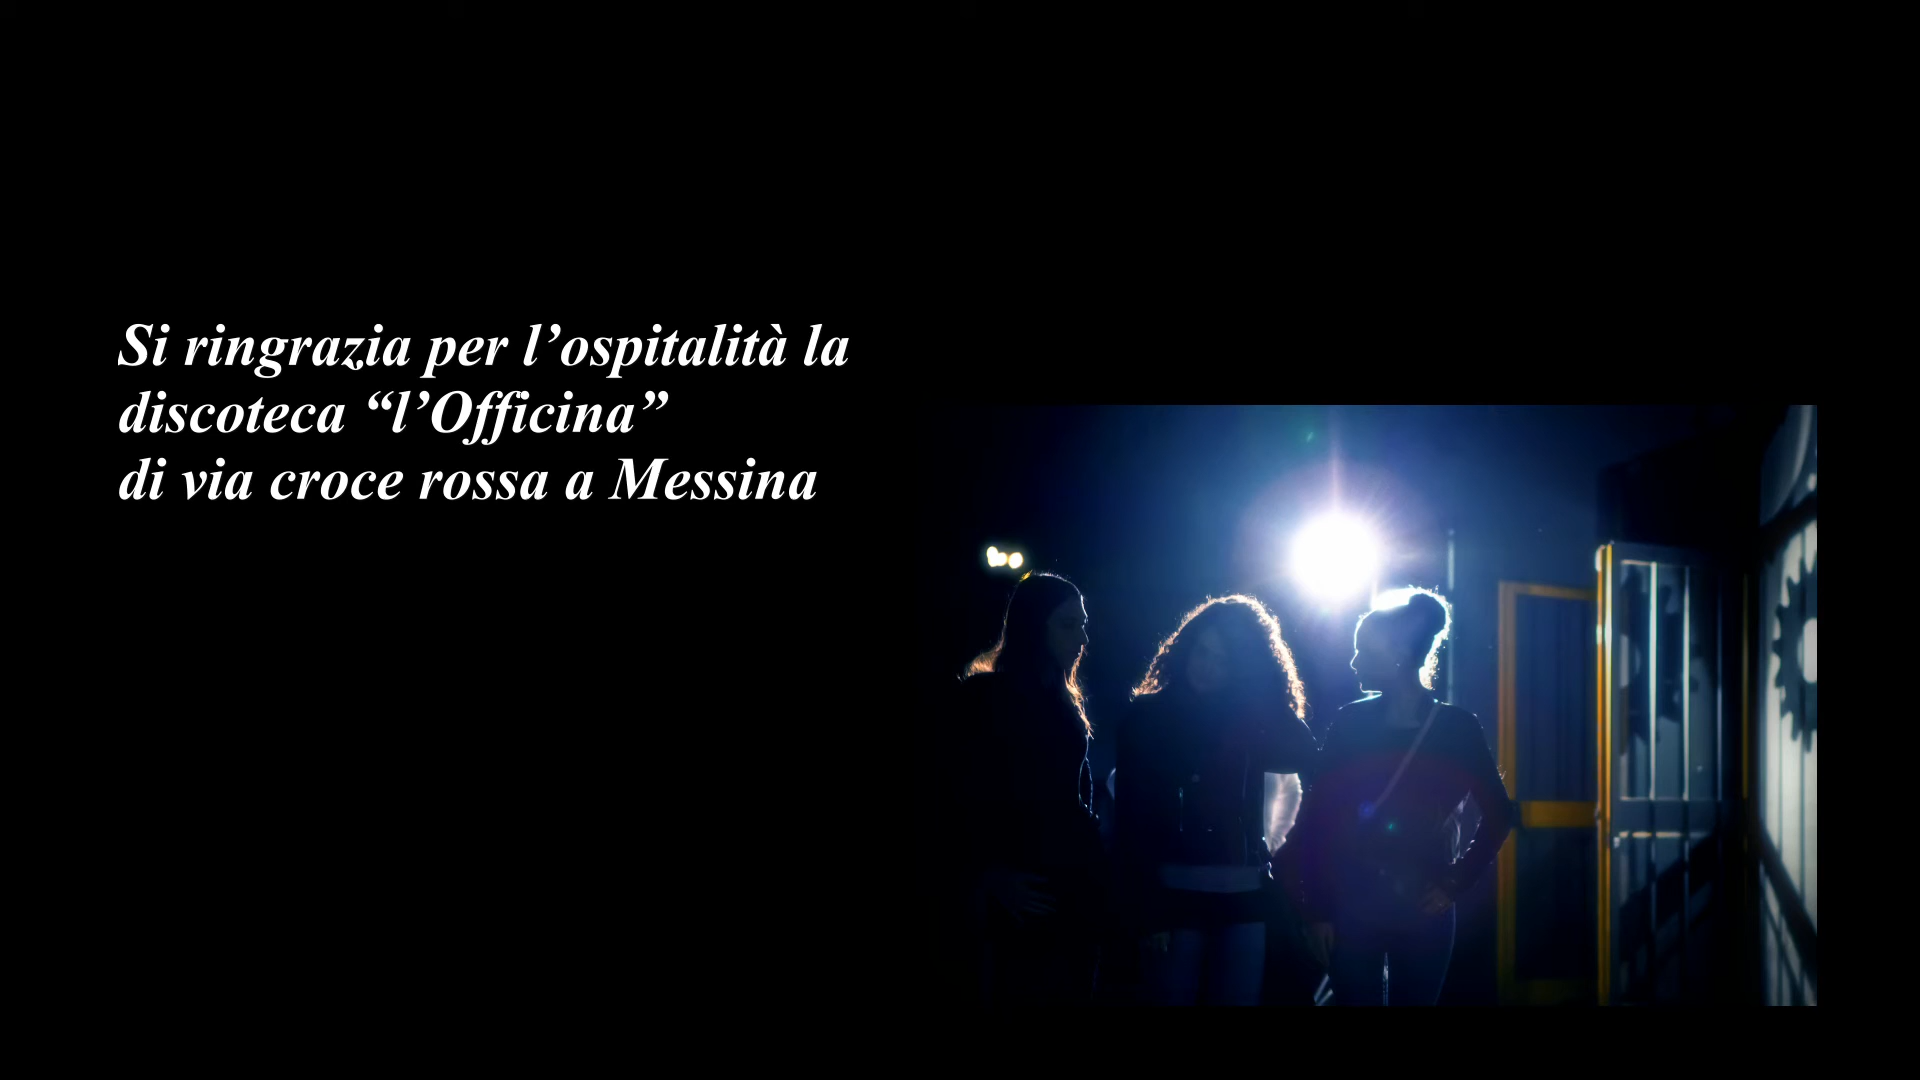 Si ringrazia per l’ospitalità la
discoteca “l’Officina”
di via croce rossa a Messina